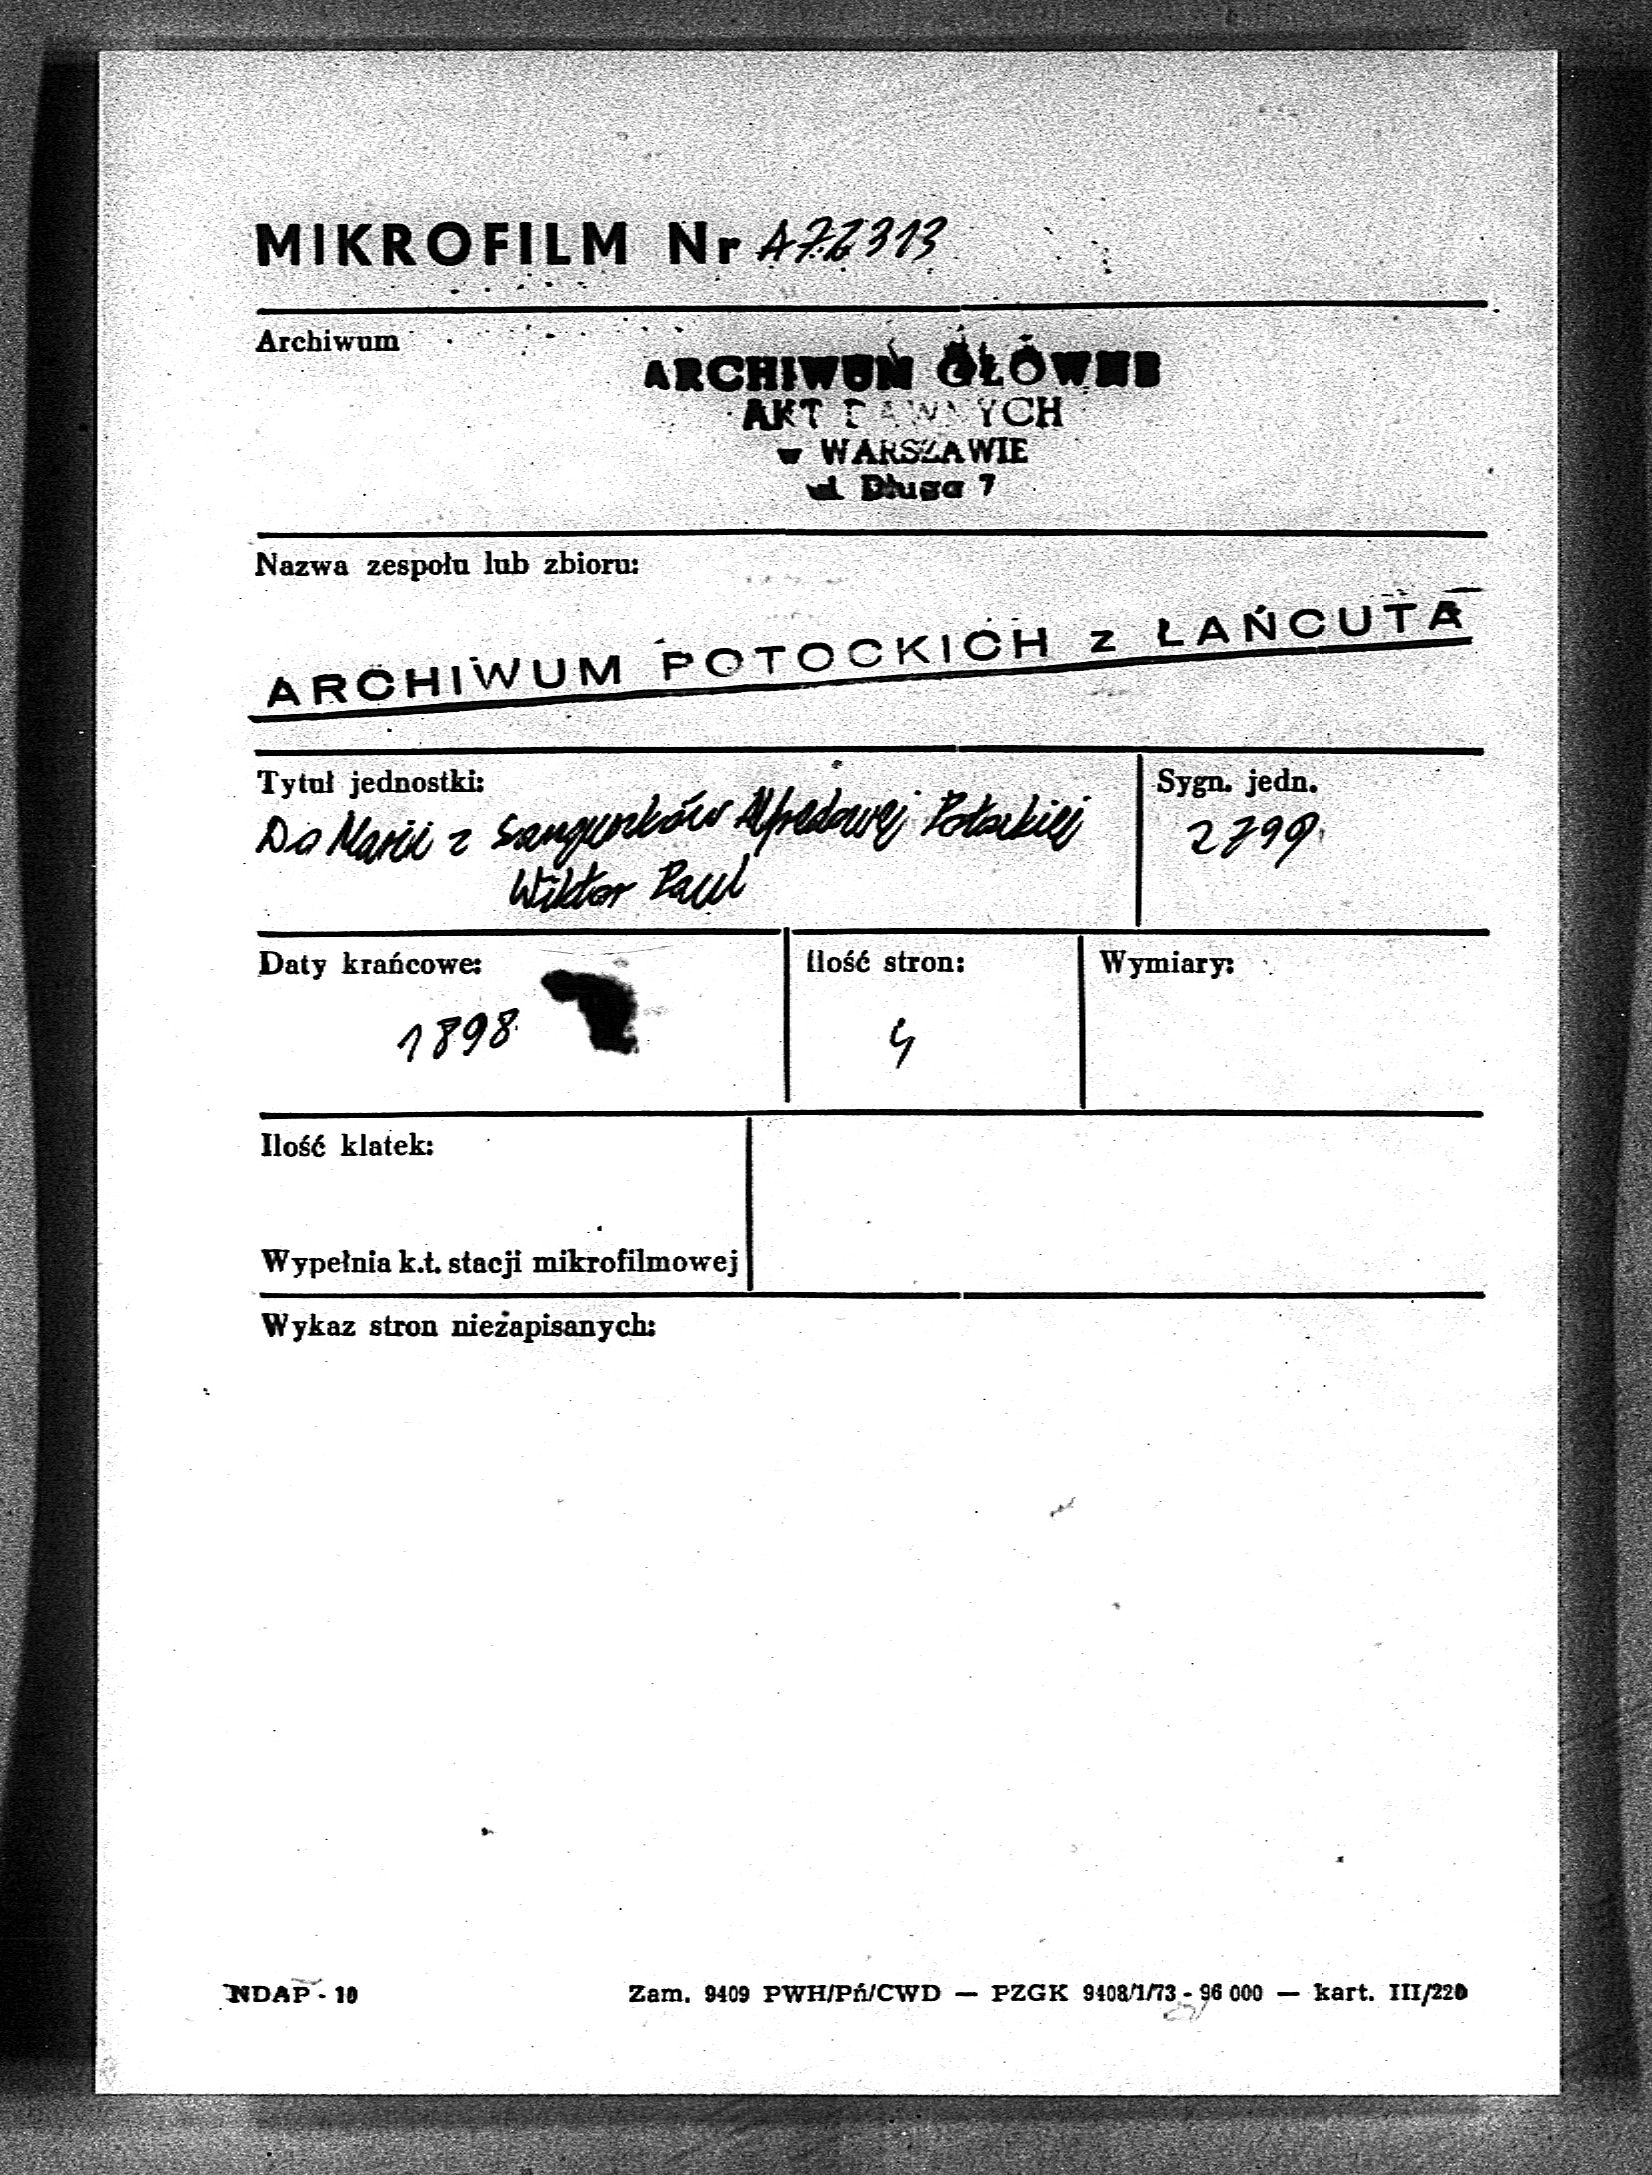 MIKROFILM Nr A72313
Archiwum
ARCHIWUM GŁÓWNE
AKT DAWNYCH
w WARSZAWIE
ul. Długa 7
Nazwa zespołu lub zbioru:
ARCHIWUM POTOCKICH z ŁAŃCUTA
Tytuł jednostki:
Sygn. jedn.
Do Marii z Sanguszków Alfredowej Potockiej
Wiktor Paul
2799
Daty krańcowe:
Ilość stron:
Wymiary:
1898
4
Ilość klatek:
Wypełnia k.t. stacji mikrofilmowej
Wykaz stron niezapisanych:
NDAP - 10
Zam. 9409 PWH/Pń/CWD — PZGK 9408/1/73 - 96 000 — kart. III/220